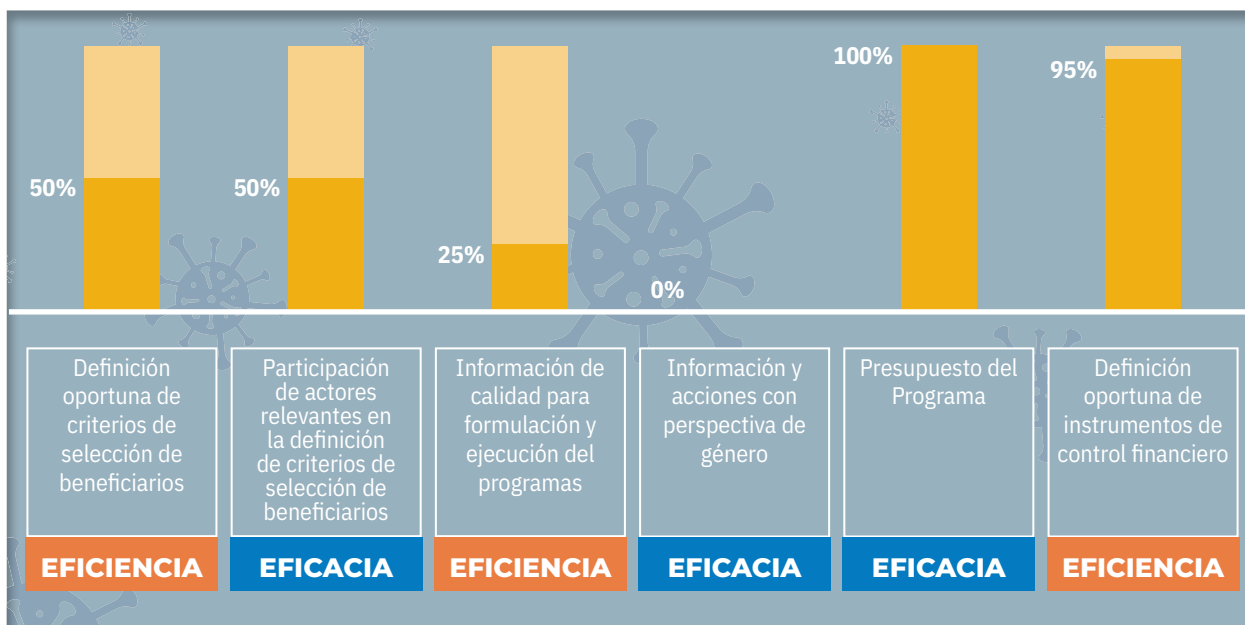 50%
50%
25%
0%
100%
95%
Definición
oportuna de
criterios de
selección de
beneficiarios
EFICIENCIA
Participación
de actores
relevantes en
la definición
de criterios de
selección de
beneficiarios
EFICACIA
Información de
calidad para
formulación y
ejecución del
programas
EFICIENCIA
Información y
acciones con
perspectiva de
género
EFICACIA
Presupuesto del
Programa
EFICACIA
Definición
oportuna de
instrumentos de
control financiero
EFICIENCIA